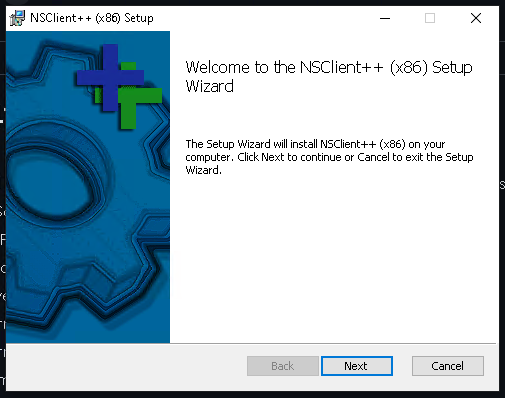 NSClient++ (x86) Setup
Welcome to the NSClient++ (x86) Setup
Wizard
The Setup Wizard will install NSClient++ (x86) on your
computer. Click Next to continue or Cancel to exit the Setup
Wizard.
Back
Next
Cancel